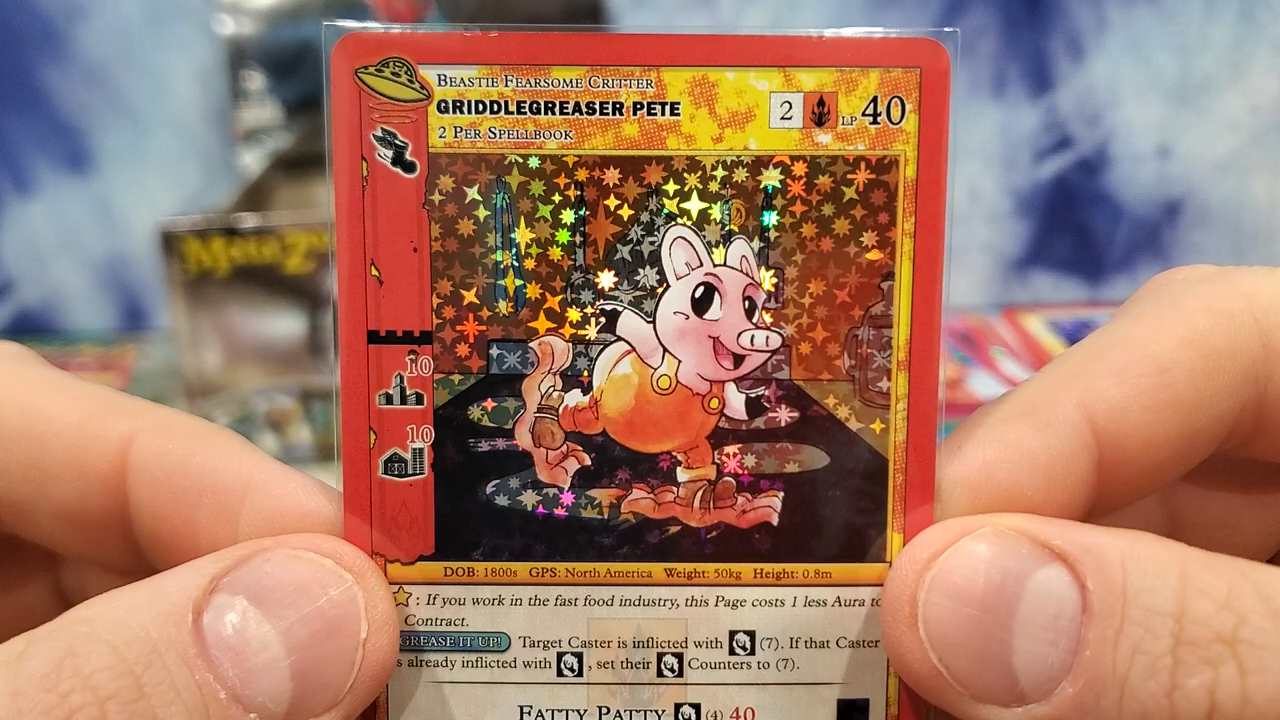 BEASTIE FEARSOME CRITTER
GRIDDLEGREASER PETE
2 LP 40
2 PER SPELLBOOK
10
10
DOB: 1800s GPS: North America Weight: 50kg Height: 0.8m
: If you work in the fast food industry, this Page costs 1 less Aura to
Contract.
GREASE IT UP! Target Caster is inflicted with (7). If that Caster
s already inflicted with , set their Counters to (7).
FATTY PATTY (4) 40